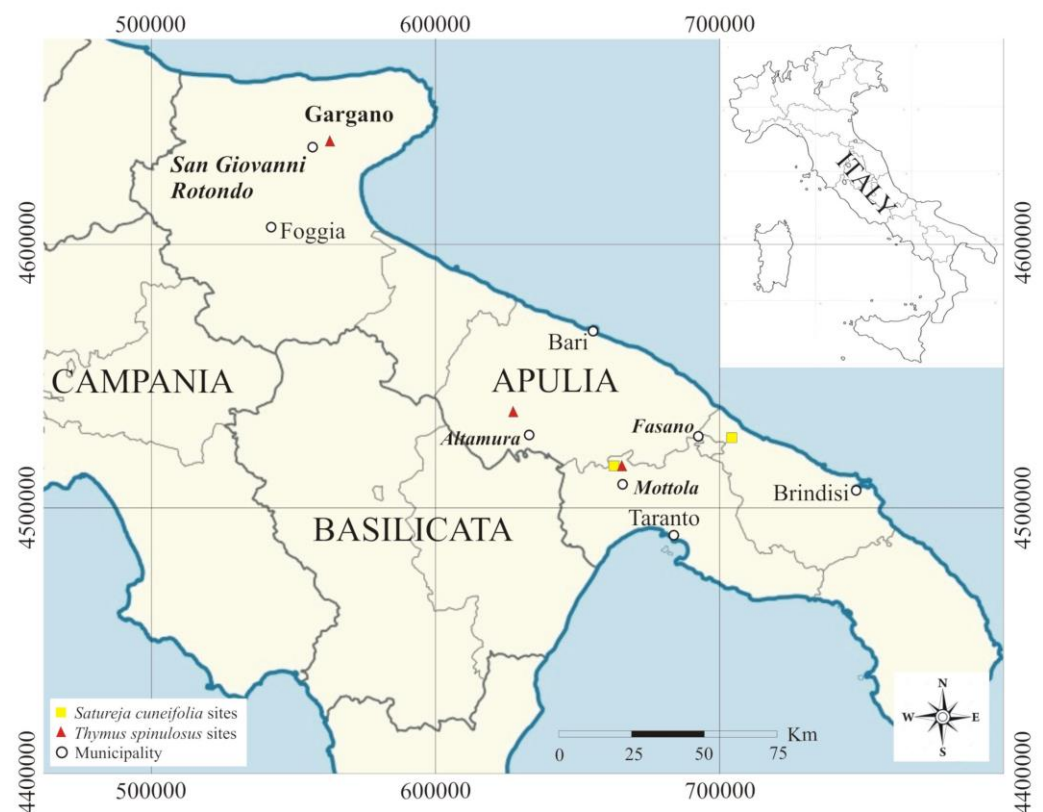 500000
600000
700000
Gargano
San Giovanni
Rotondo
Foggia
ITALY
4600000
4600000
Bari
CAMPANIA
APULIA
Altamura
Fasano
Mottola
Brindisi
Taranto
BASILICATA
4500000
4500000
Satureja cuneifolia sites
Thymus spinulosus sites
Municipality
0
25
50
75
Km
N
W
E
S
4400000
4400000
500000
600000
700000